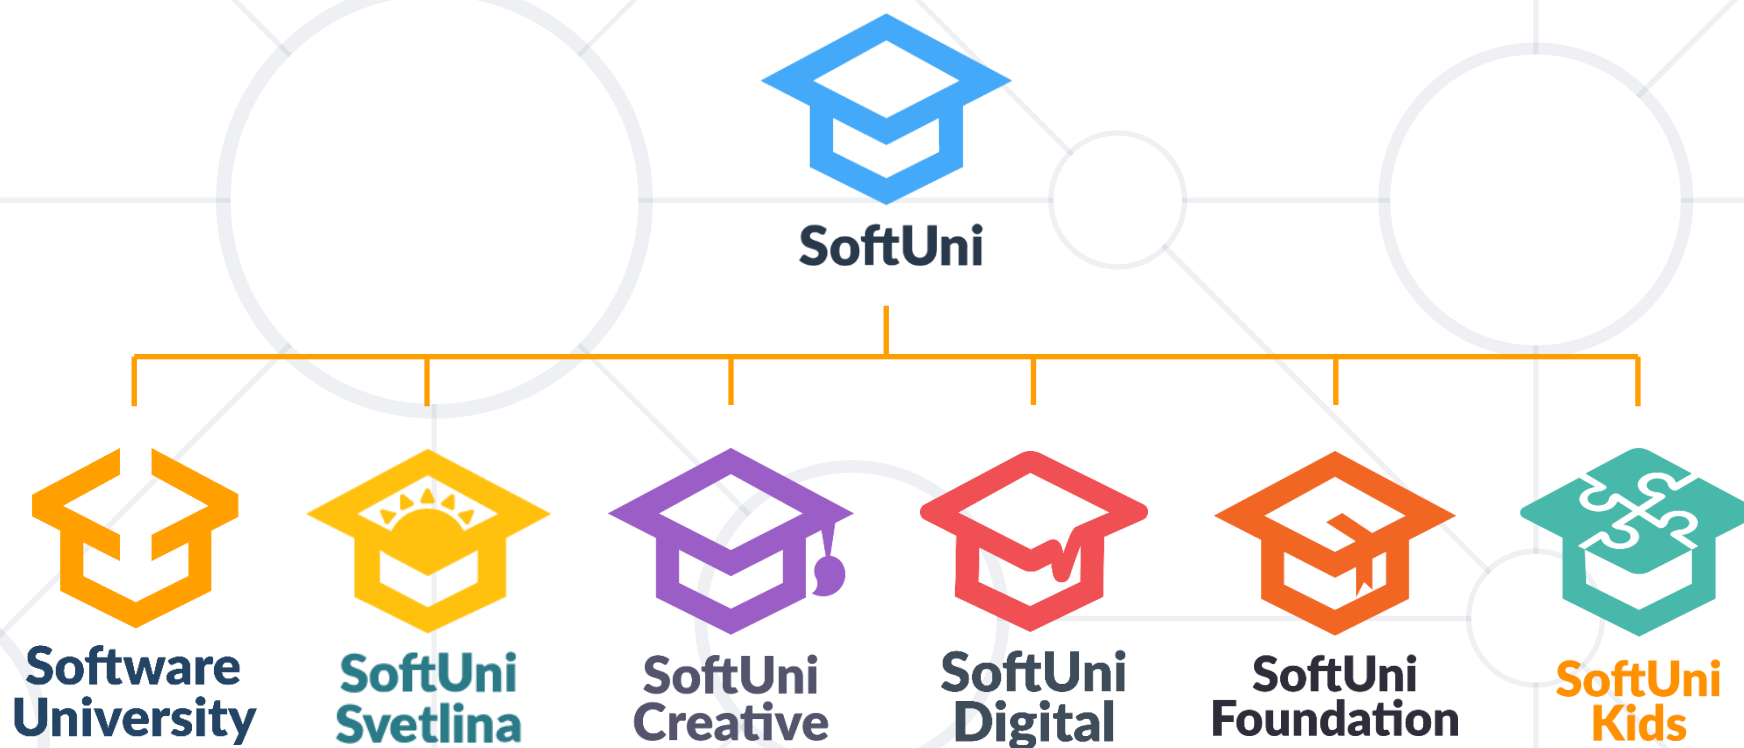 SoftUni
Software
University
SoftUni
Svetlina
SoftUni
Creative
SoftUni
Digital
SoftUni
Foundation
SoftUni
Kids